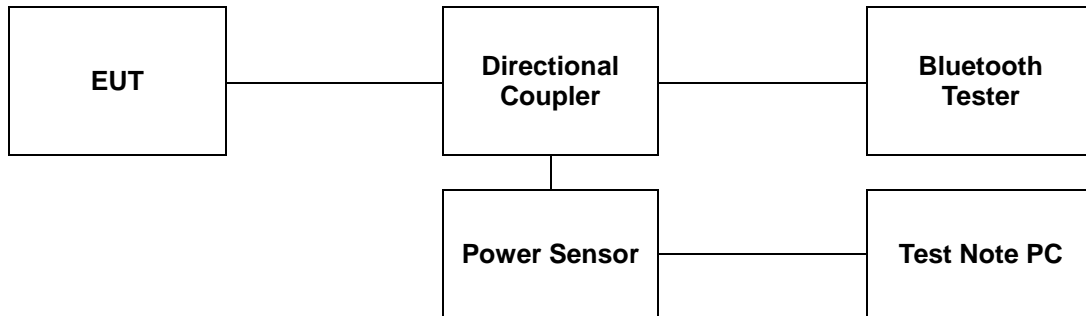 EUT
Directional
Coupler
Bluetooth
Tester
Power Sensor
Test Note PC